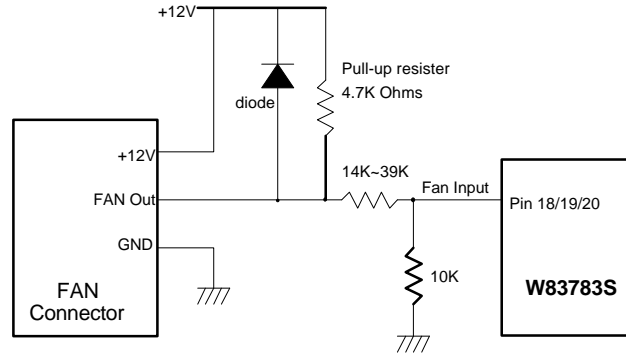 +12V
Pull-up resister
4.7K Ohms
diode
+12V
14K~39K
Fan Input
FAN Out
Pin 18/19/20
GND
10K
W83783S
FAN
Connector